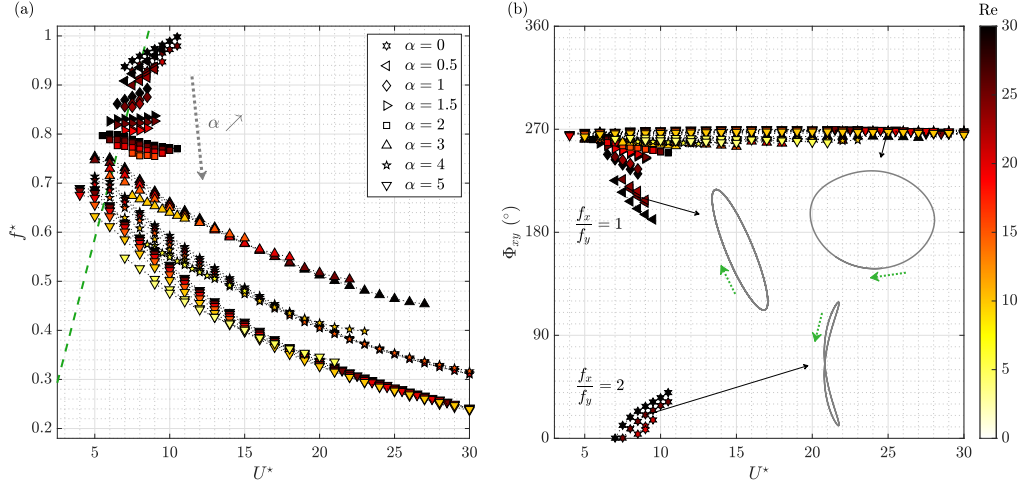 (a)
1
0.9
0.8
0.7
0.6
0.5
0.4
0.3
0.2
f⋆
5 10 15 20 25 30
U⋆
α ↗
α = 0
α = 0.5
α = 1
α = 1.5
α = 2
α = 3
α = 4
α = 5
(b)
360
270
180
90
0
Φxy (°)
5 10 15 20 25 30
U⋆
fx/fy = 1
fx/fy = 2
Re
30
25
20
15
10
5
0